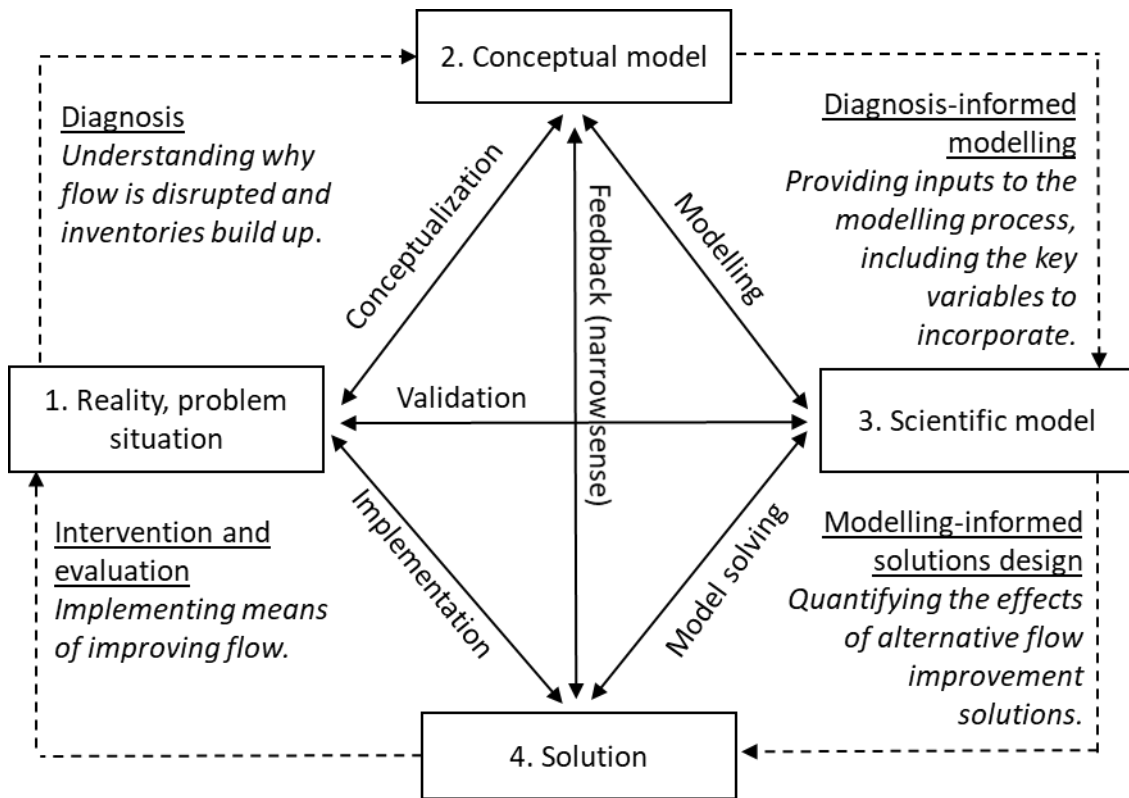 2. Conceptual model
Diagnosis
Understanding why
flow is disrupted and
inventories build up.
Diagnosis-informed
modelling
Providing inputs to the
modelling process,
including the key
variables to
incorporate.
Conceptualization
Feedback (narrow sense)
Modelling
1. Reality, problem
situation
Validation
3. Scientific model
Intervention and
evaluation
Implementing means
of improving flow.
Implementation
Model solving
Modelling-informed
solutions design
Quantifying the effects
of alternative flow
improvement
solutions.
4. Solution